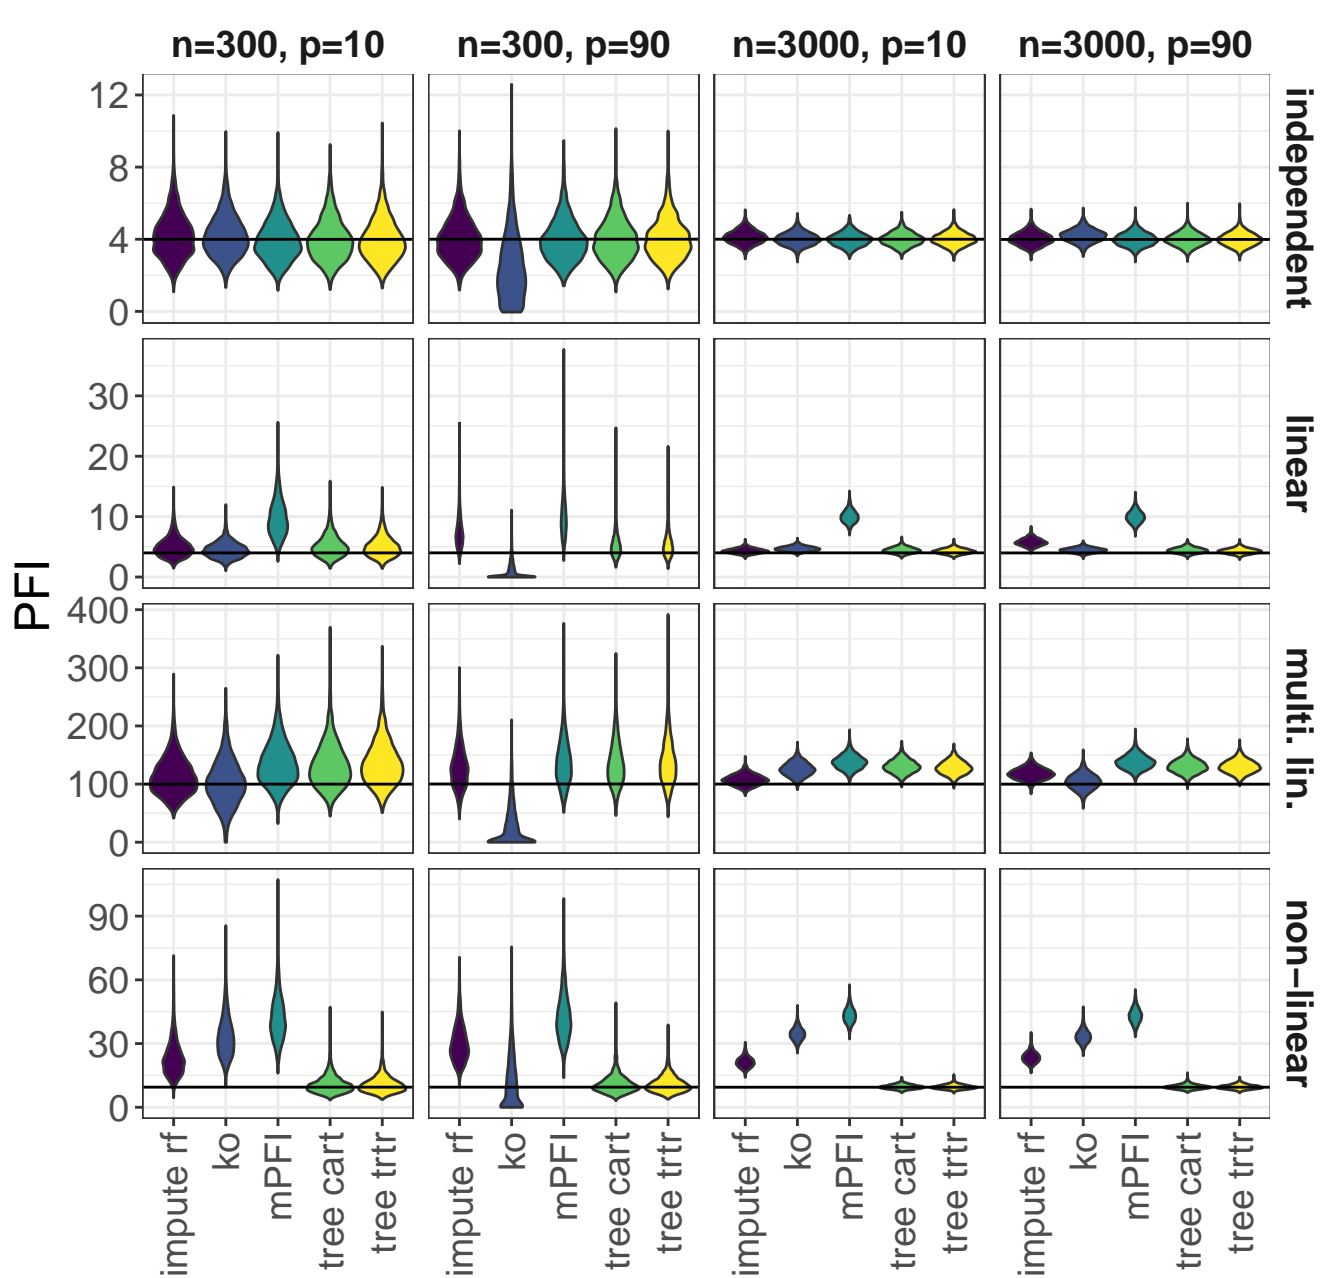 n=300, p=10
n=300, p=90
n=3000, p=10
n=3000, p=90
12
8
4
0
independent
30
20
10
0
linear
PFI
400
300
200
100
0
multi. lin.
90
60
30
0
non−linear
impute rf
ko
mPFI
tree cart
tree trtr
impute rf
ko
mPFI
tree cart
tree trtr
impute rf
ko
mPFI
tree cart
tree trtr
impute rf
ko
mPFI
tree cart
tree trtr